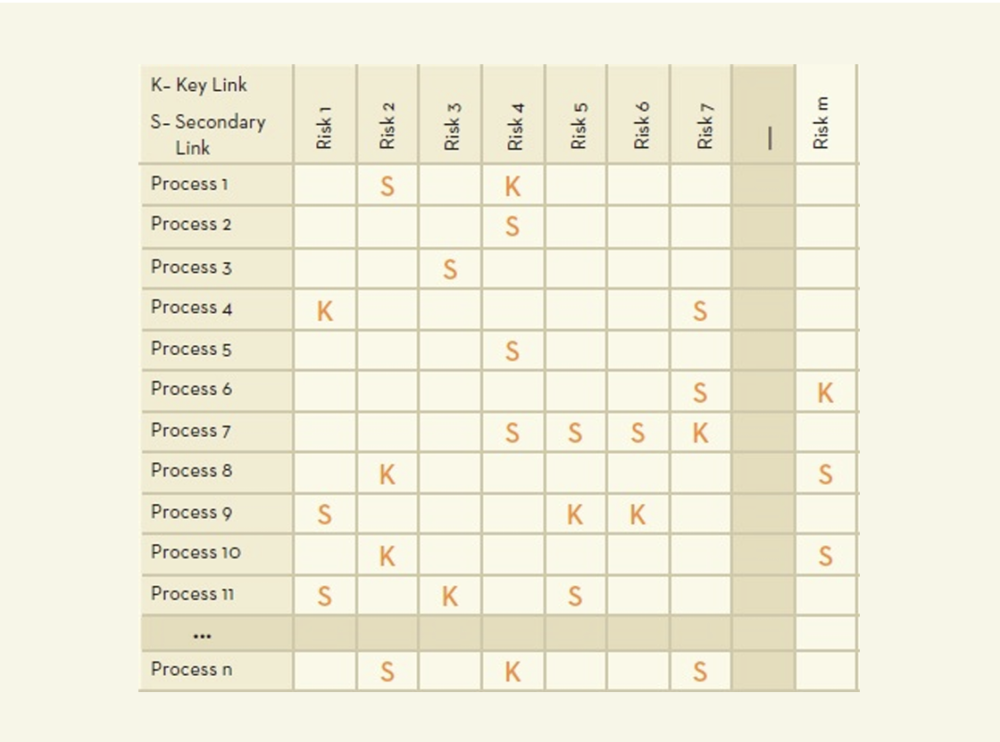 K- Key Link
S- Secondary
Link
Risk 1 Risk 2 Risk 3 Risk 4 Risk 5 Risk 6 Risk 7 | Risk m
Process 1 S K
Process 2 S
Process 3 S
Process 4 K S
Process 5 S
Process 6 S K
Process 7 S S S K
Process 8 K S
Process 9 S K K
Process 10 K S
Process 11 S K S
...
Process n S K S